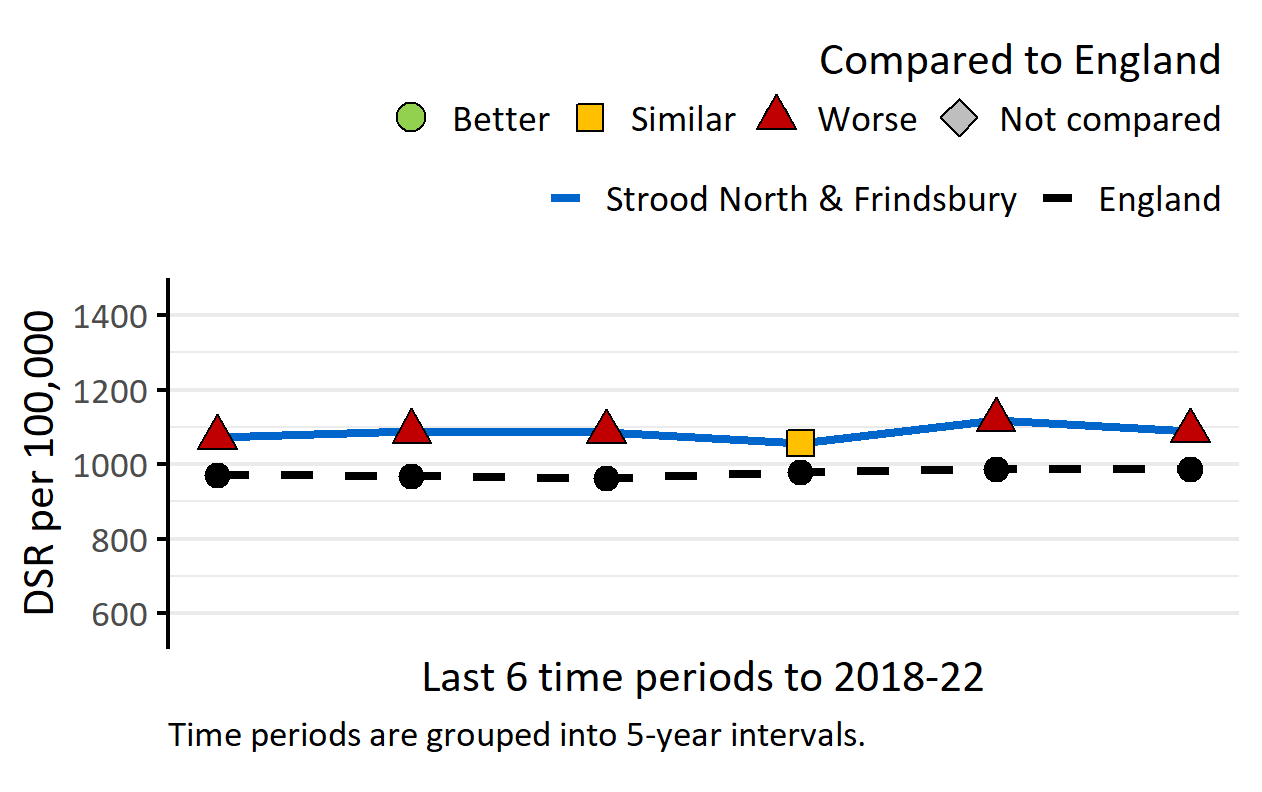 Compared to England
Better Similar Worse Not compared
Strood North & Frindsbury England
DSR per 100,000
1400
1200
1000
800
600
Last 6 time periods to 2018-22
Time periods are grouped into 5-year intervals.